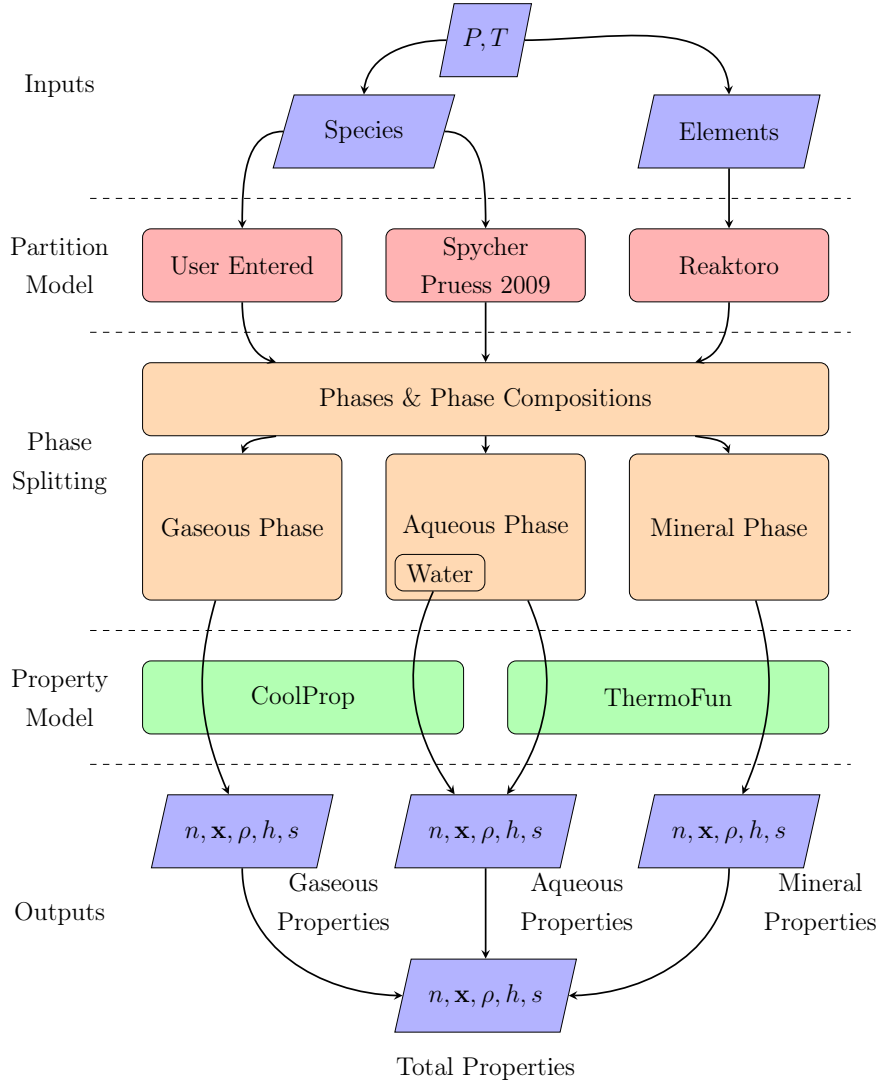 P, T
Inputs
Species
Elements
Partition
Model
User Entered
Spycher
Pruess 2009
Reaktoro
Phases & Phase Compositions
Phase
Splitting
Gaseous Phase
Aqueous Phase
Water
Mineral Phase
Property
Model
CoolProp
ThermoFun
n, x, ρ, h, s
n, x, ρ, h, s
n, x, ρ, h, s
Outputs
Gaseous
Properties
Aqueous
Properties
Mineral
Properties
n, x, ρ, h, s
Total Properties